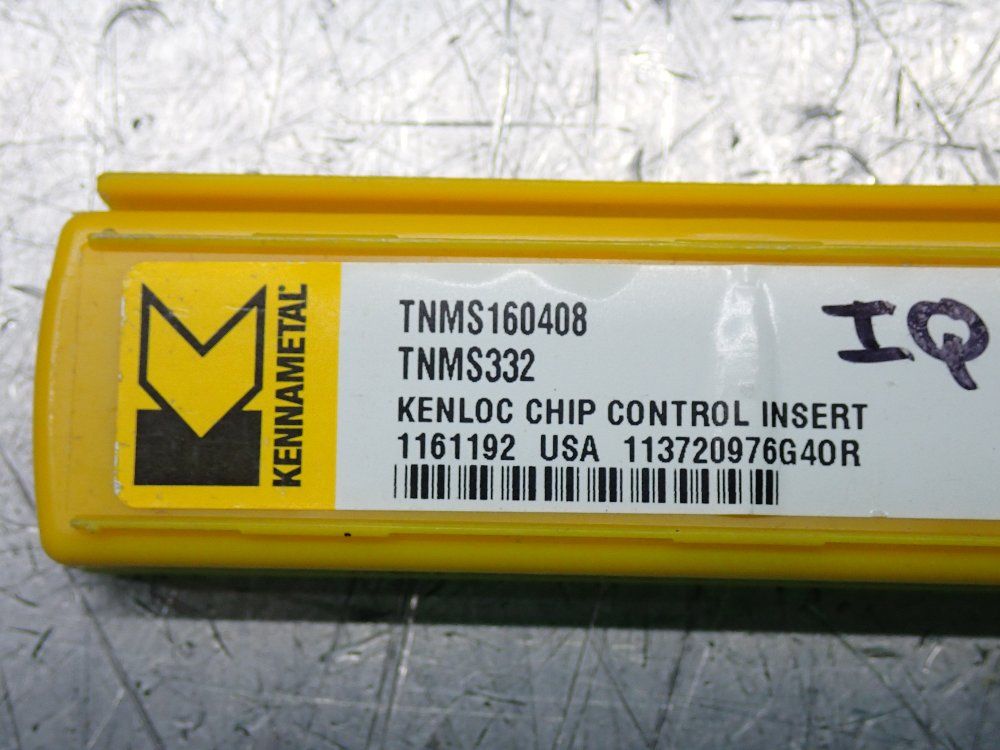 KENNAMETAL
TNMS160408
TNMS332
KENLOC CHIP CONTROL INSERT
1161192 USA 113720976G40R
IQ